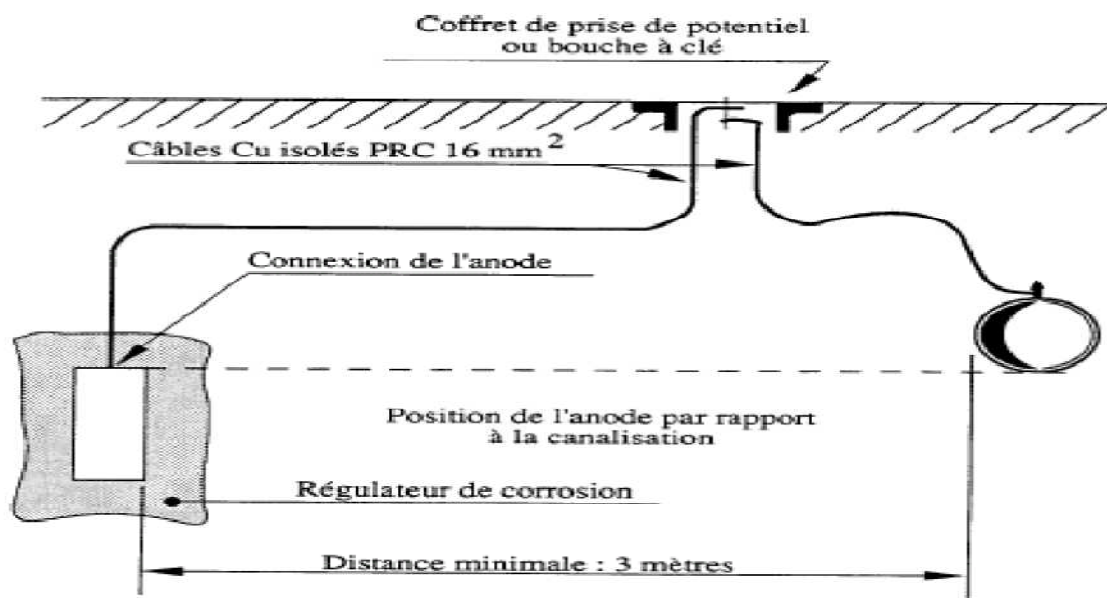 Coffret de prise de potentiel
ou bouche à clé
Câbles Cu isolés PRC 16 mm²
Connexion de l'anode
Position de l'anode par rapport
à la canalisation
Régulateur de corrosion
Distance minimale : 3 mètres